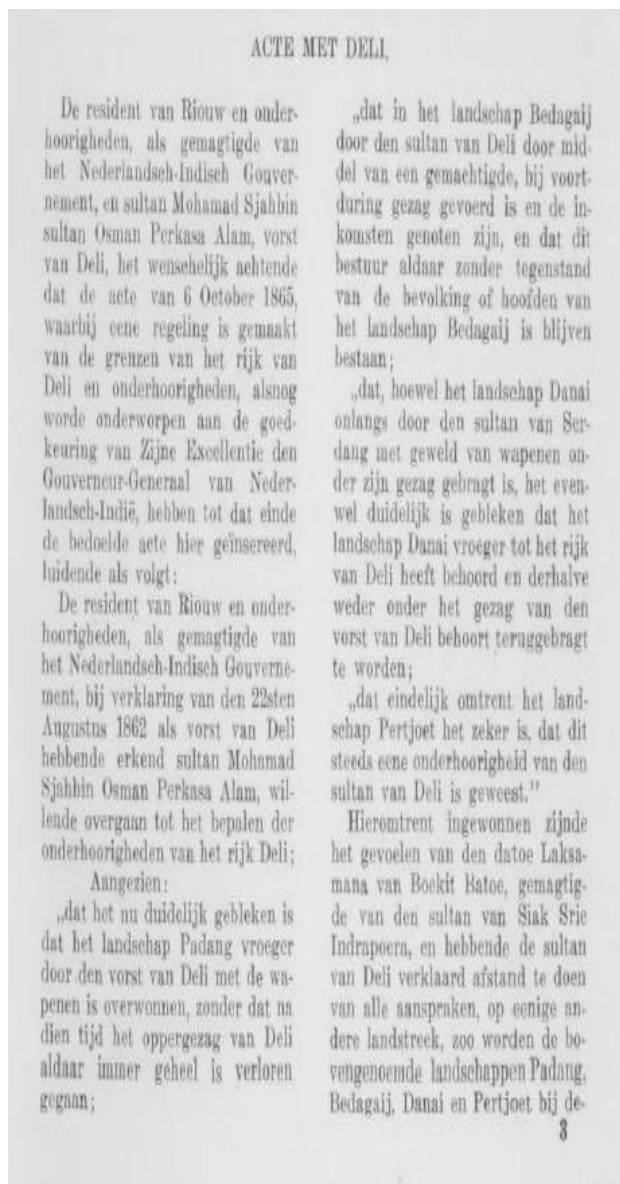 ACTE MET DELI,
De resident van Riouw en onder-
hoorigheden, als gemagtigde van
het Nederlandsch-Indisch Gouver-
nement, en sultan Mohamad Sjahbin
sultan Osman Perkasa Alam, vorst
van Deli, het wenschelijk achtende
dat de acte van 6 October 1865,
waarbij eene regeling is gemaakt
van de grenzen van het rijk van
Deli en onderhoorigheden, alsnog
worde onderworpen aan de goed-
keuring van Zijne Excellentie den
Gouverneur-Generaal van Neder-
landsch-Indië, hebben tot dat einde
de bedoelde acte hier geïnsereerd,
luidende als volgt:
De resident van Riouw en onder-
hoorigheden, als gemagtigde van
het Nederlandsch-Indisch Gouverne-
ment, bij verklaring van den 22sten
Augustus 1862 als vorst van Deli
hebbende erkend sultan Mohamad
Sjahbin Osman Perkasa Alam, wil-
lende overgaan tot het bepalen der
onderhoorigheden van het rijk Deli;
Aangezien:
„dat het nu duidelijk gebleken is
dat het landschap Padang vroeger
door den vorst van Deli met de wa-
penen is overwonnen, zonder dat na
dien tijd het oppergezag van Deli
aldaar immer geheel is verloren
gegaan;
„dat in het landschap Bedagaij
door den sultan van Deli door mid-
del van een gemachtigde, bij voort-
during gezag gevoerd is en de in-
komsten genoten zijn, en dat dit
bestuur aldaar zonder tegenstand
van de bevolking of hoofden van
het landschap Bedagaij is blijven
bestaan;
„dat, hoewel het landschap Danai
onlangs door den sultan van Ser-
dang met geweld van wapenen on-
der zijn gezag gebragt is, het even-
wel duidelijk is gebleken dat het
landschap Danai vroeger tot het rijk
van Deli heeft behoord en derhalve
weder onder het gezag van den
vorst van Deli behoort teruggebragt
te worden;
„dat eindelijk omtrent het land-
schap Pertjoet het zeker is, dat dit
steeds eene onderhoorigheid van den
sultan van Deli is geweest.”
Hieromtrent ingewonnen zijnde
het gevoelen van den datoe Laksa-
mana van Boekit Batoe, gemagtig-
de van den sultan van Siak Srie
Indrapoera, en hebbende de sultan
van Deli verklaard afstand te doen
van alle aanspraken, op eenige an-
dere landstreek, zoo worden de bo-
vengenoemde landschappen Padang,
Bedagaij, Danai en Pertjoet bij de-
3